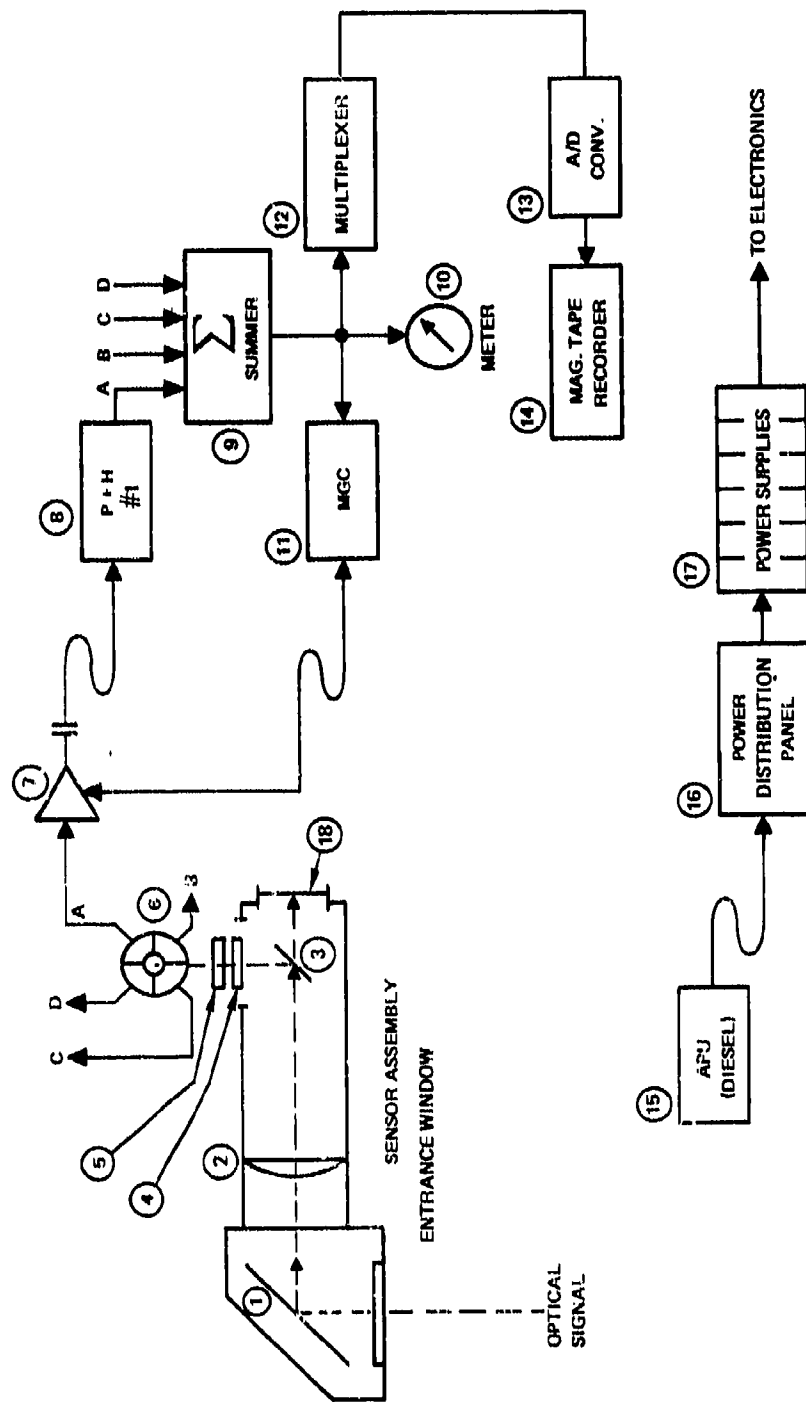 OPTICAL
SIGNAL
ENTRANCE WINDOW
SENSOR ASSEMBLY
1
2
3
4
5
6
7
18
A
B
C
D
8
P + H
#1
A
B
C
D
Σ
SUMMER
9
11
MGC
10
METER
12
MULTIPLEXER
13
A/D
CONV.
14
MAG. TAPE
RECORDER
15
APU
(DIESEL)
16
POWER
DISTRIBUTION
PANEL
17
POWER SUPPLIES
TO ELECTRONICS